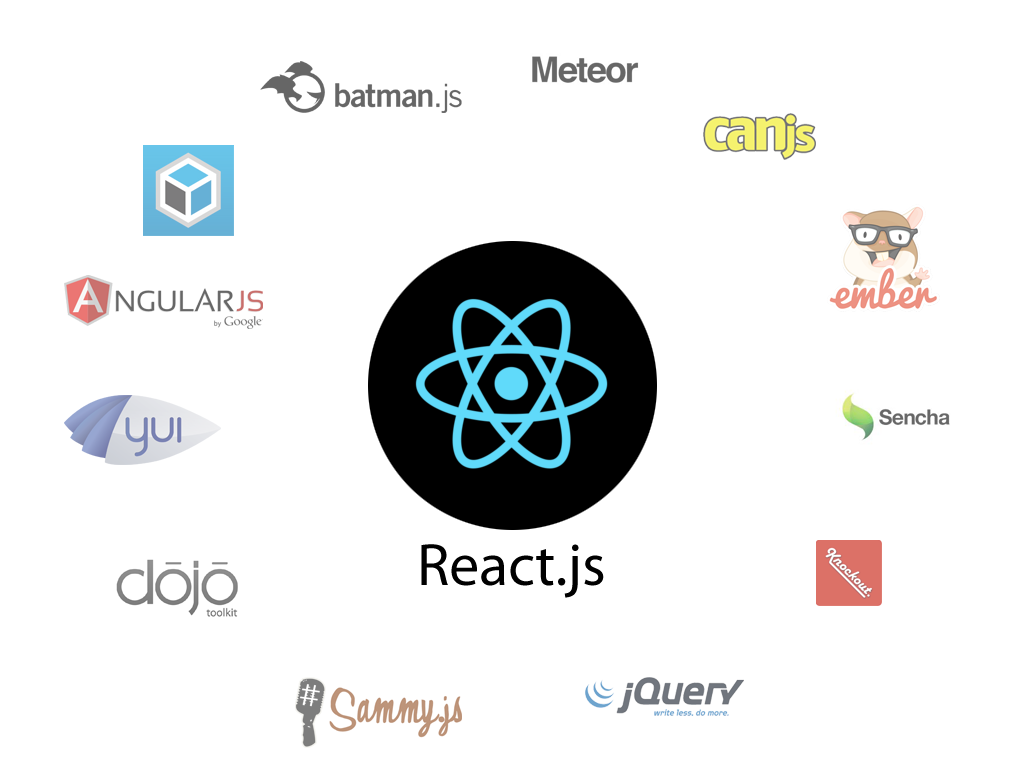 Meteor
batman.js
canjs
ANGULARJS
by Google
ember
yui
Sencha
React.js
dōjō
toolkit
Knockout.
Sammy.js
jQuery
write less, do more.